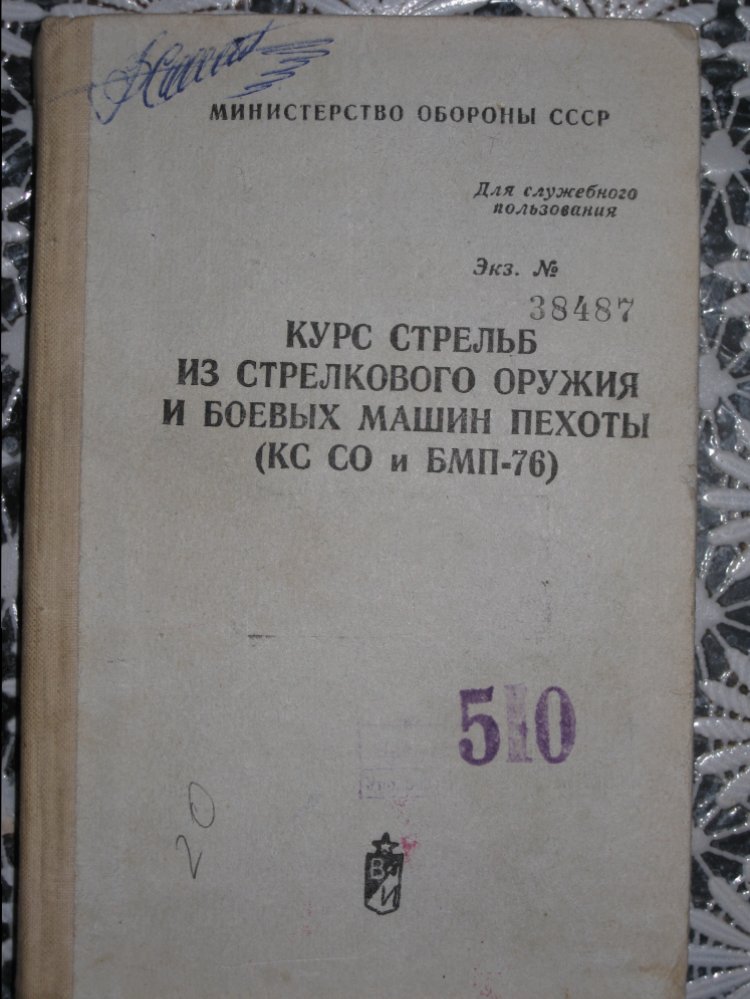 МИНИСТЕРСТВО ОБОРОНЫ СССР
Для служебного
пользования
Экз. №
38487
КУРС СТРЕЛЬБ
ИЗ СТРЕЛКОВОГО ОРУЖИЯ
И БОЕВЫХ МАШИН ПЕХОТЫ
(КС СО и БМП-76)
510
20
В И